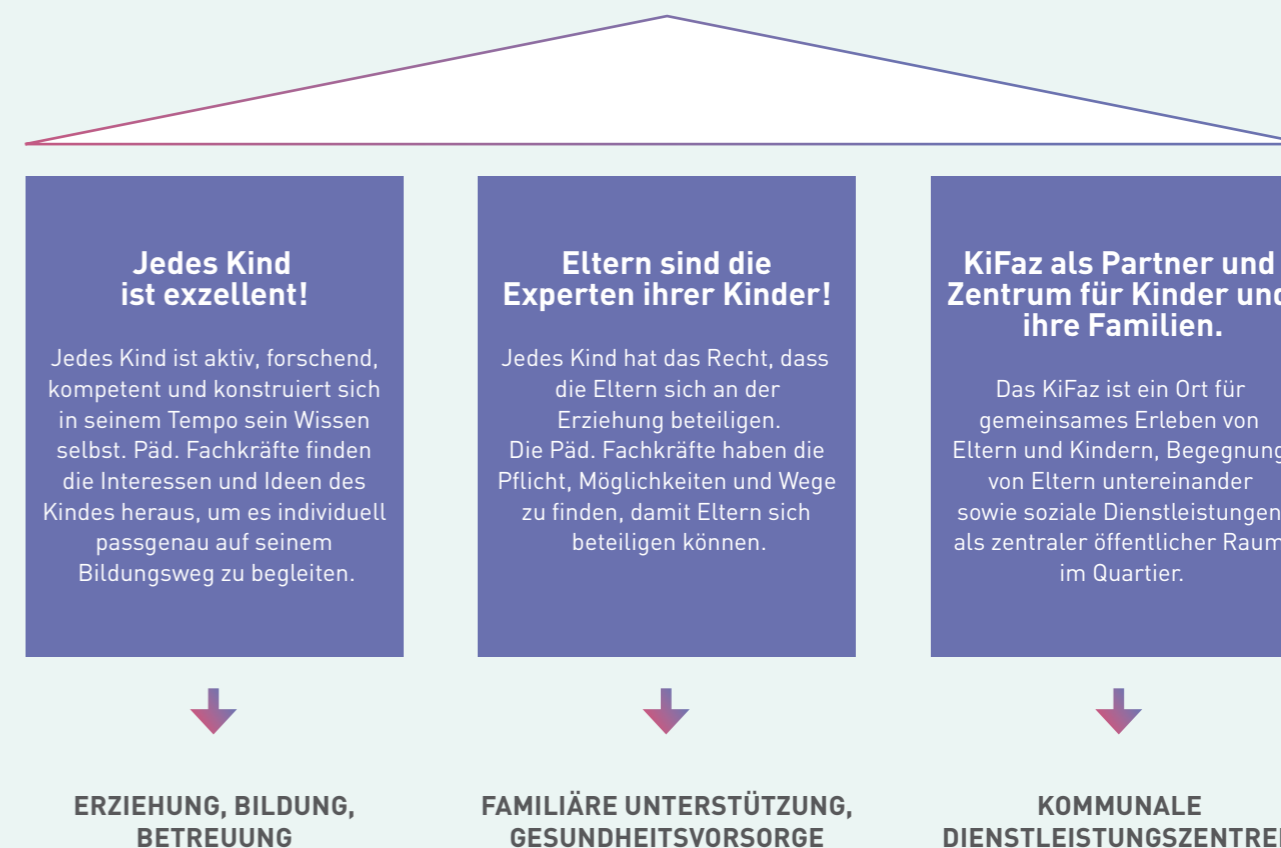 Jedes Kind
ist exzellent!
Jedes Kind ist aktiv, forschend,
kompetent und konstruiert sich
in seinem Tempo sein Wissen
selbst. Päd. Fachkräfte finden
die Interessen und Ideen des
Kindes heraus, um es individuell
passgenau auf seinem
Bildungsweg zu begleiten.
ERZIEHUNG, BILDUNG,
BETREUUNG
Eltern sind die
Experten ihrer Kinder!
Jedes Kind hat das Recht, dass
die Eltern sich an der
Erziehung beteiligen.
Die Päd. Fachkräfte haben die
Pflicht, Möglichkeiten und Wege
zu finden, damit Eltern sich
beteiligen können.
FAMILIÄRE UNTERSTÜTZUNG,
GESUNDHEITSVORSORGE
KiFaz als Partner und
Zentrum für Kinder und
ihre Familien.
Das KiFaz ist ein Ort für
gemeinsames Erleben von
Eltern und Kindern, Begegnung
von Eltern untereinander
sowie soziale Dienstleistungen
als zentraler öffentlicher Raum
im Quartier.
KOMMUNALE
DIENSTLEISTUNGSZENTREN